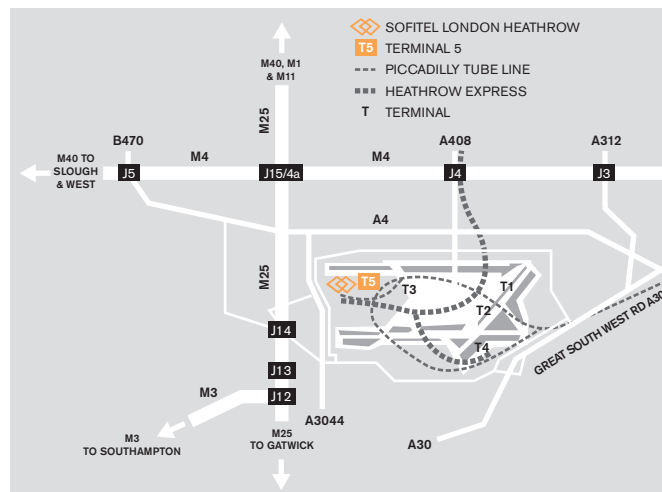 SOFITEL LONDON HEATHROW
T5 TERMINAL 5
PICCADILLY TUBE LINE
HEATHROW EXPRESS
T TERMINAL
M40, M1
& M11
M25
B470
M4
M4
A408
A312
M40 TO
SLOUGH
& WEST
J5
J15/4a
J4
J3
A4
M25
T5
T3
T1
T2
T4
J14
J13
J12
M3
A3044
GREAT SOUTH WEST RD A30
M3
TO SOUTHAMPTON
M25
TO GATWICK
A30